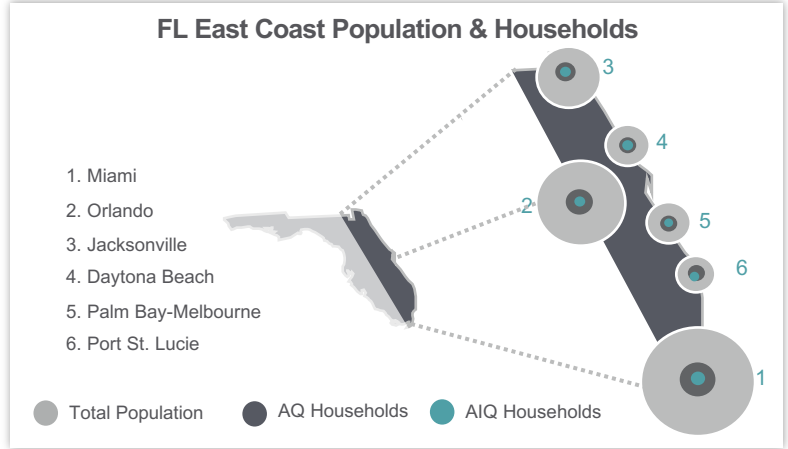 FL East Coast Population & Households
3
4
1. Miami
2. Orlando
2
3. Jacksonville
5
4. Daytona Beach
6
5. Palm Bay-Melbourne
6. Port St. Lucie
1
Total Population
AQ Households
AIQ Households